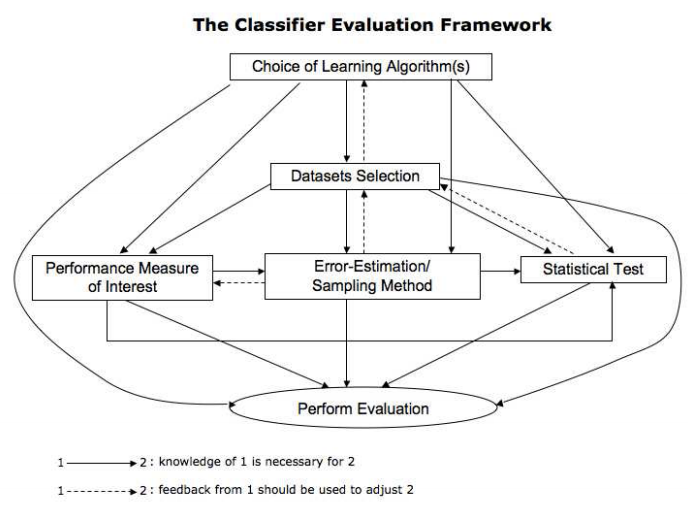 The Classifier Evaluation Framework
Choice of Learning Algorithm(s)
Datasets Selection
Performance Measure
of Interest
Error-Estimation/
Sampling Method
Statistical Test
Perform Evaluation
1 2 : knowledge of 1 is necessary for 2
1 2 : feedback from 1 should be used to adjust 2